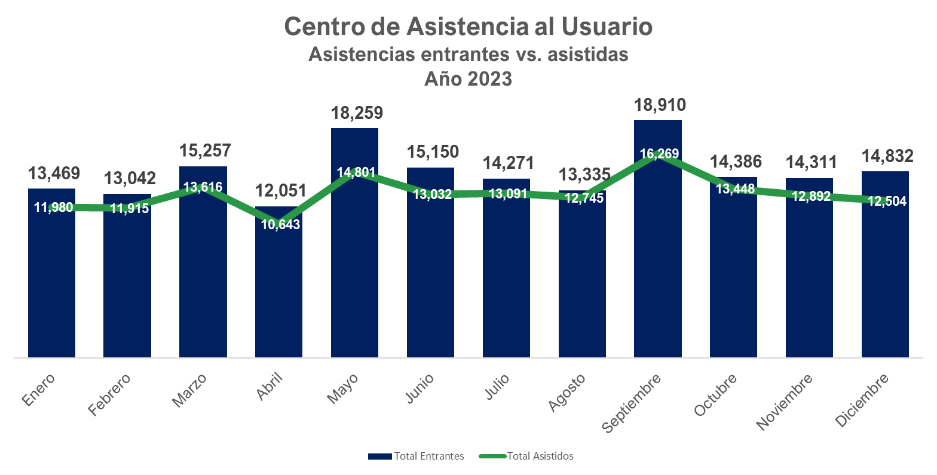 Centro de Asistencia al Usuario
Asistencias entrantes vs. asistidas
Año 2023
13,469
13,042
15,257
12,051
18,259
15,150
14,271
13,335
18,910
14,386
14,311
14,832
11,980
11,915
13,616
10,643
14,801
13,032
13,091
12,745
16,269
13,448
12,892
12,504
Enero
Febrero
Marzo
Abril
Mayo
Junio
Julio
Agosto
Septiembre
Octubre
Noviembre
Diciembre
Total Entrantes
Total Asistidos